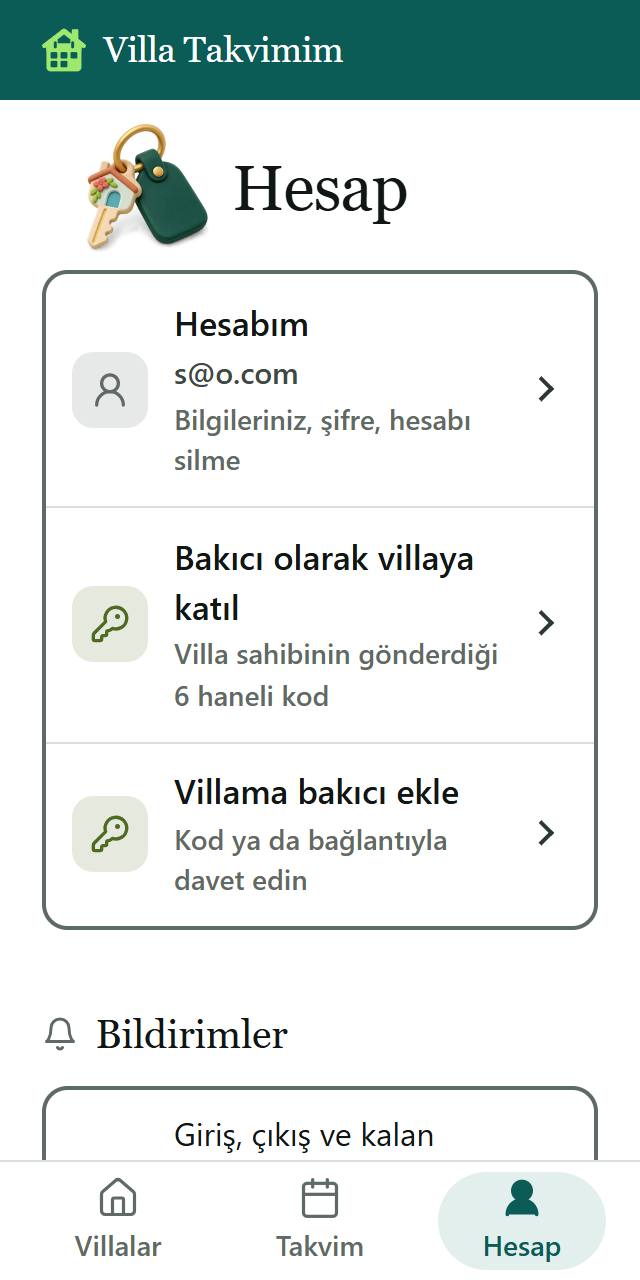 Villa Takvimim
Hesap
Hesabım
s@o.com
Bilgileriniz, şifre, hesabı
silme
Bakıcı olarak villaya
katıl
Villa sahibinin gönderdiği
6 haneli kod
Villama bakıcı ekle
Kod ya da bağlantıyla
davet edin
Bildirimler
Giriş, çıkış ve kalan
Villalar
Takvim
Hesap